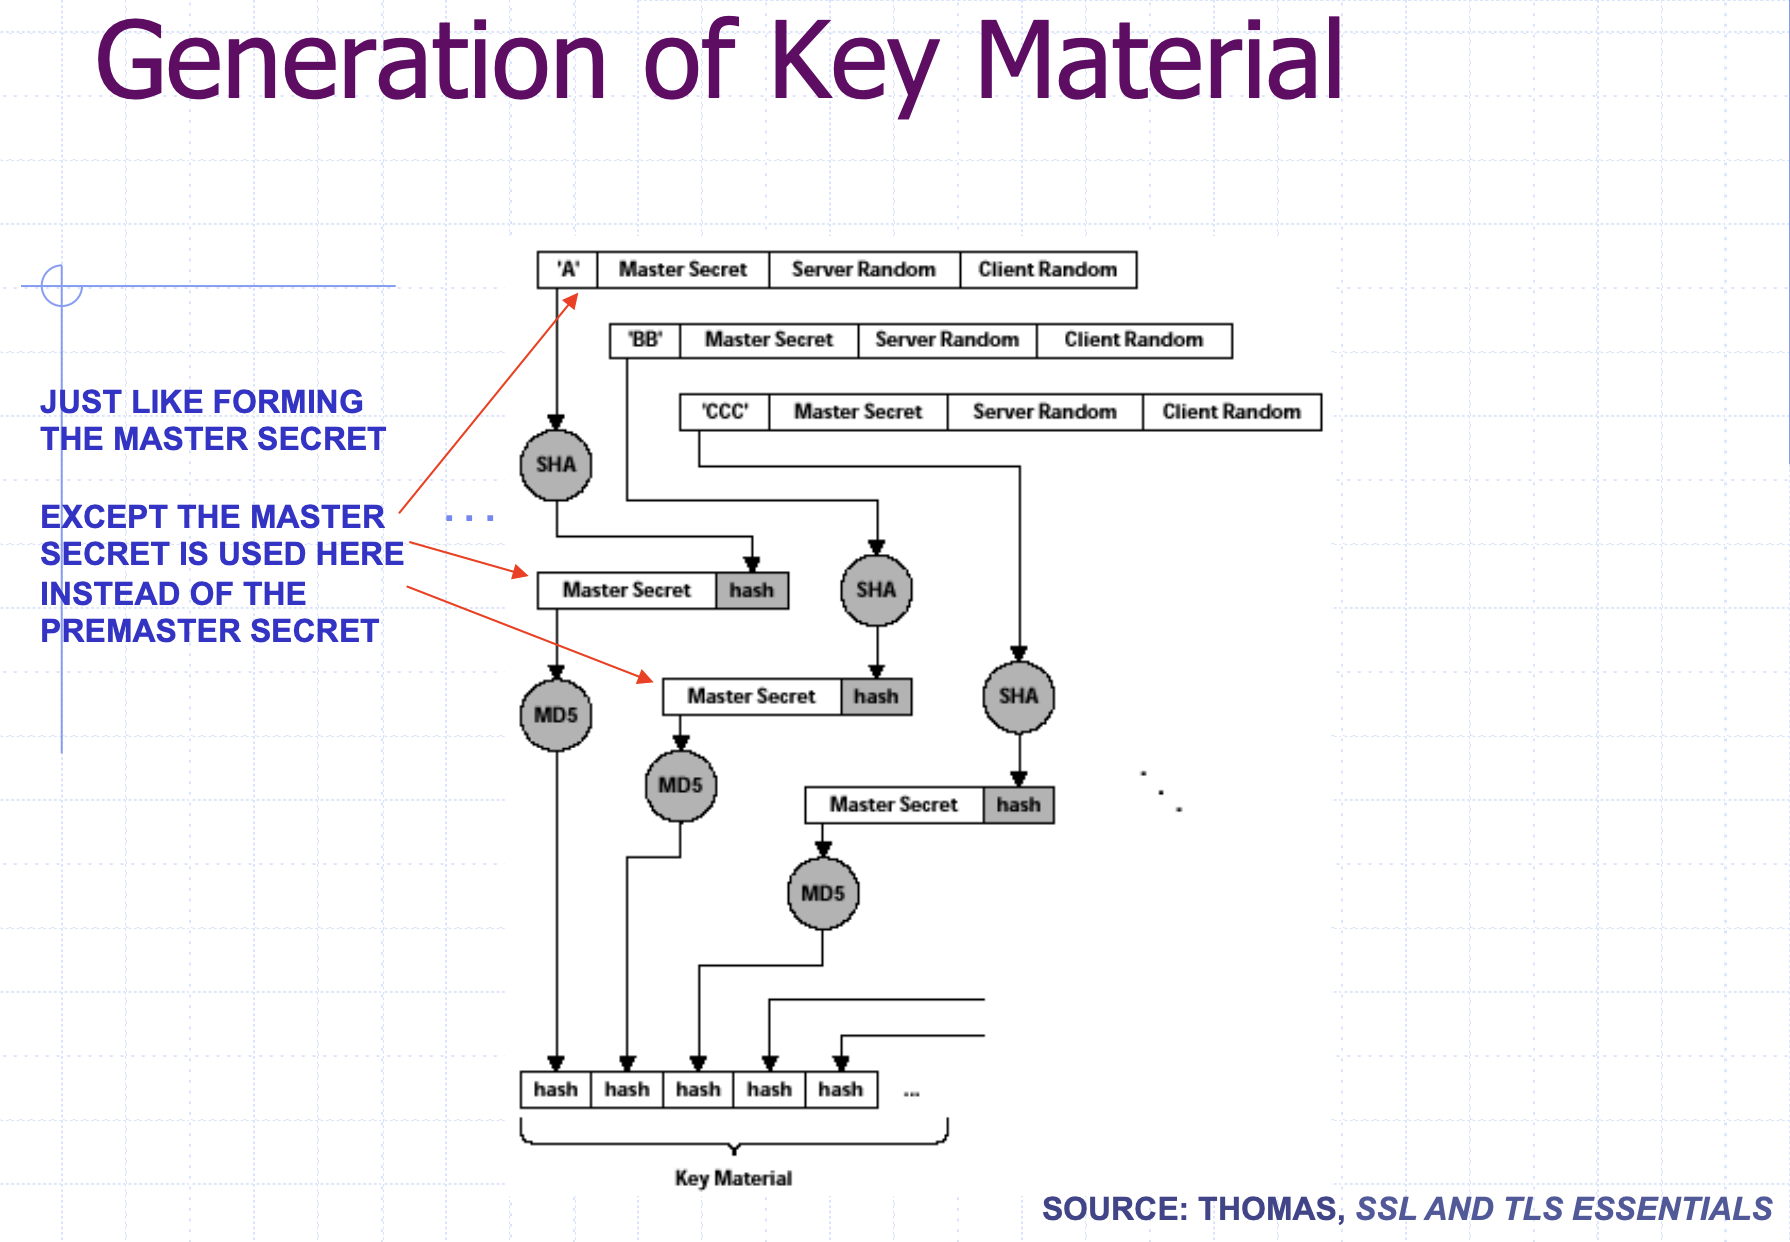 Generation of Key Material
'A' Master Secret Server Random Client Random
'BB' Master Secret Server Random Client Random
'CCC' Master Secret Server Random Client Random
JUST LIKE FORMING
THE MASTER SECRET
EXCEPT THE MASTER
SECRET IS USED HERE
INSTEAD OF THE
PREMASTER SECRET
. . .
SHA
Master Secret hash
SHA
Master Secret hash
SHA
MD5
MD5
Master Secret hash
MD5
hash hash hash hash hash ...
Key Material
SOURCE: THOMAS, SSL AND TLS ESSENTIALS